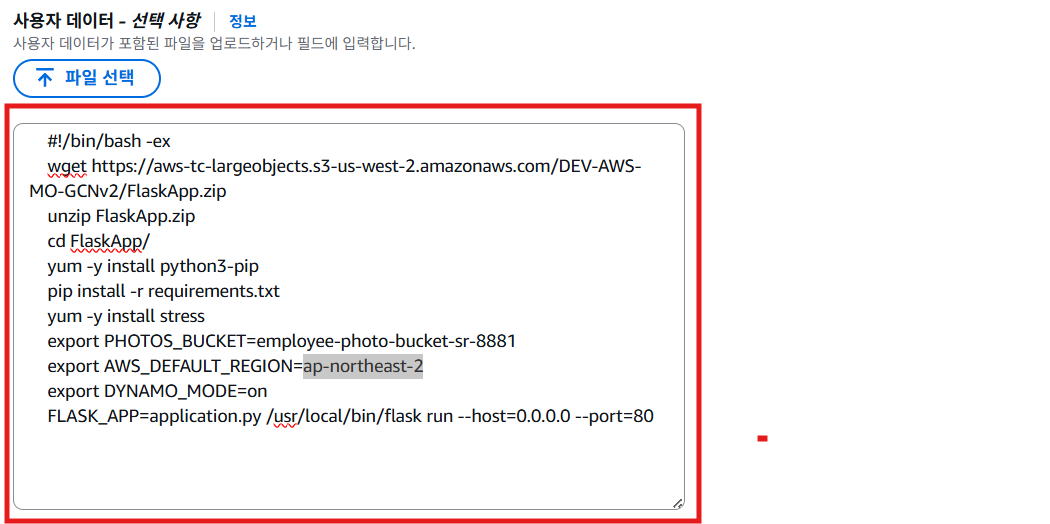 사용자 데이터 - 선택 사항 정보
사용자 데이터가 포함된 파일을 업로드하거나 필드에 입력합니다.
파일 선택
#!/bin/bash -ex
wget https://aws-tc-largeobjects.s3-us-west-2.amazonaws.com/DEV-AWS-
MO-GCNv2/FlaskApp.zip
unzip FlaskApp.zip
cd FlaskApp/
yum -y install python3-pip
pip install -r requirements.txt
yum -y install stress
export PHOTOS_BUCKET=employee-photo-bucket-sr-8881
export AWS_DEFAULT_REGION=ap-northeast-2
export DYNAMO_MODE=on
FLASK_APP=application.py /usr/local/bin/flask run --host=0.0.0.0 --port=80